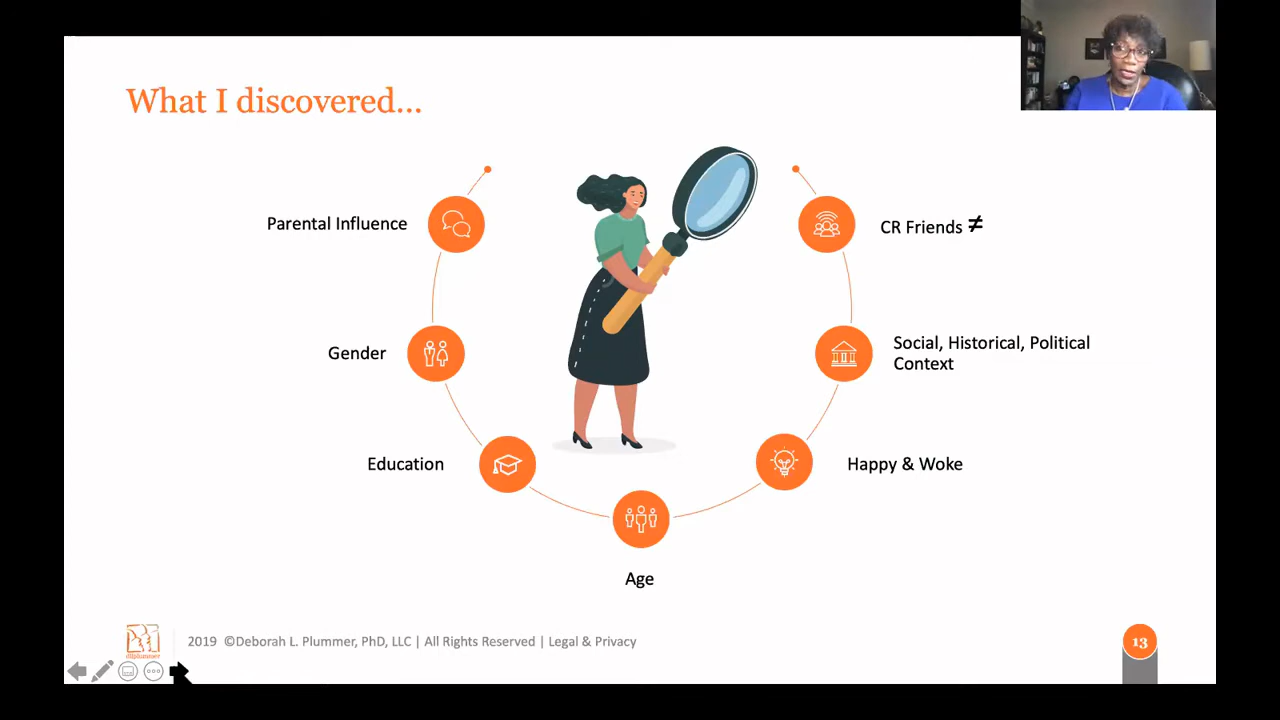 What I discovered...
Parental Influence
CR Friends ≠
Gender
Social, Historical, Political
Context
Education
Happy & Woke
Age
dlplummer
2019 ©Deborah L. Plummer, PhD, LLC | All Rights Reserved | Legal & Privacy
13